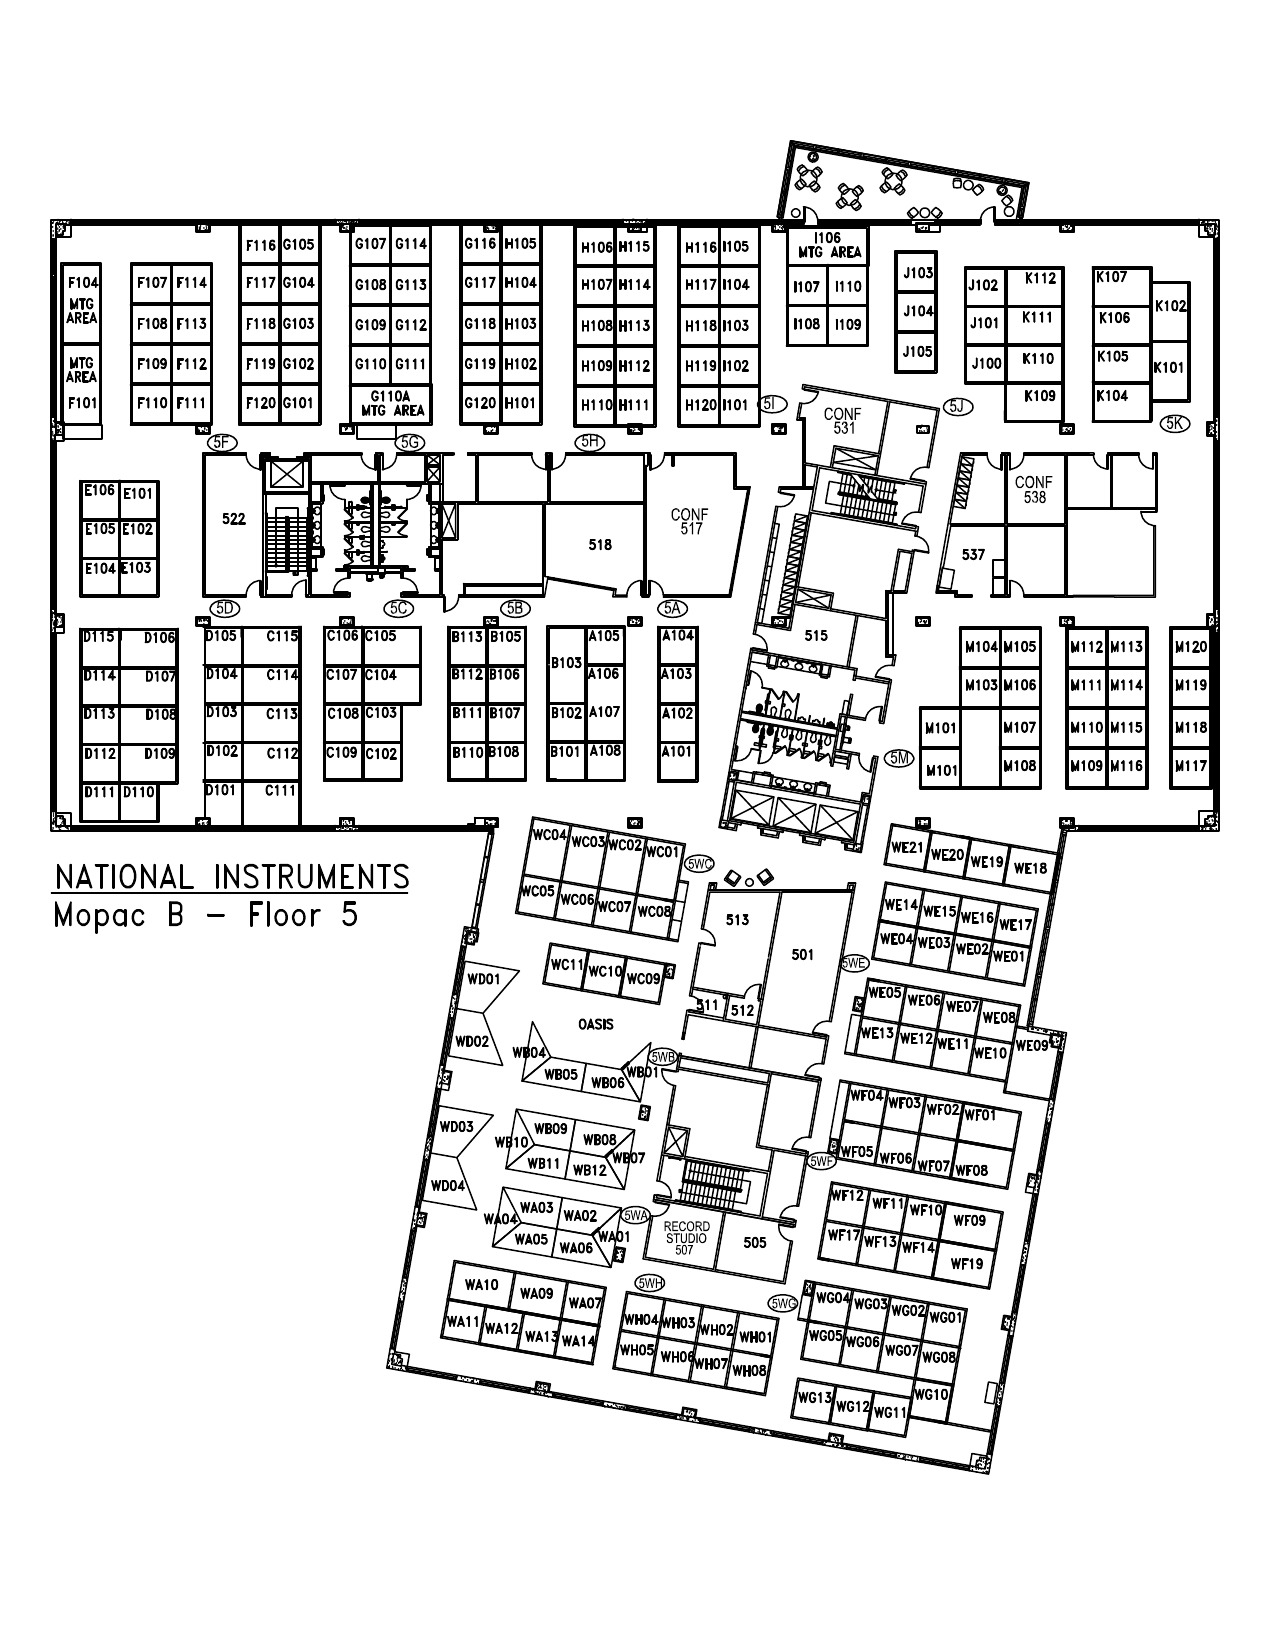 I106
MTG AREA
F116 G105 G107 G114 G116 H105 H106 H115 H116 I105
F104 F107 F114 F117 G104 G108 G113 G117 H104 H107 H114 H117 I104 I107 I110 J103 J102 K112 K107
MTG
AREA
F108 F113 F118 G103 G109 G112 G118 H103 H108 H113 H118 I103 I108 I109 J104 J101 K111 K106 K102
MTG
AREA
F109 F112 F119 G102 G110 G111 G119 H102 H109 H112 H119 I102 J105 J100 K110 K105 K101
F101 F110 F111 F120 G101 G110A
MTG AREA
G120 H101 H110 H111 H120 I101 K109 K104
5I 5J 5K
CONF
531
5F 5G 5H
E106 E101
E105 E102
E104 E103
522
518
CONF
517
CONF
538
537
5D 5C 5B 5A
515
D115 D106 D105 C115 C106 C105 B113 B105 A105 A104 M104 M105 M112 M113 M120
D114 D107 D104 C114 C107 C104 B112 B106 B103 A106 A103 M103 M106 M111 M114 M119
D113 D108 D103 C113 C108 C103 B111 B107 B102 A107 A102 M101 M107 M110 M115 M118
D112 D109 D102 C112 C109 C102 B110 B108 B101 A108 A101 M101 M108 M109 M116 M117
5M
D111 D110 D101 C111
NATIONAL INSTRUMENTS
Mopac B - Floor 5
WC04 WC03 WC02 WC01
5WC
WC05 WC06 WC07 WC08
WE21 WE20 WE19 WE18
WE14 WE15 WE16 WE17
WE04 WE03 WE02 WE01
513
501
5WE
WC11 WC10 WC09
WD01
511 512
WE05 WE06 WE07 WE08
WE13 WE12 WE11 WE10 WE09
OASIS
WD02
WB04 WB05 WB06 WB01
5WB
WF04 WF03 WF02 WF01
WF05 WF06 WF07 WF08
5WF
WD03
WB10 WB09 WB08 WB07
WB11 WB12
WD04
WF12 WF11 WF10 WF09
WF17 WF13 WF14 WF19
WA04 WA03 WA02 WA01
WA05 WA06
5WA
RECORD
STUDIO
507
505
5WH
5WG
WA10 WA09 WA07
WA11 WA12 WA13 WA14
WH04 WH03 WH02 WH01
WH05 WH06 WH07 WH08
WG04 WG03 WG02 WG01
WG05 WG06 WG07 WG08
WG13 WG12 WG11 WG10